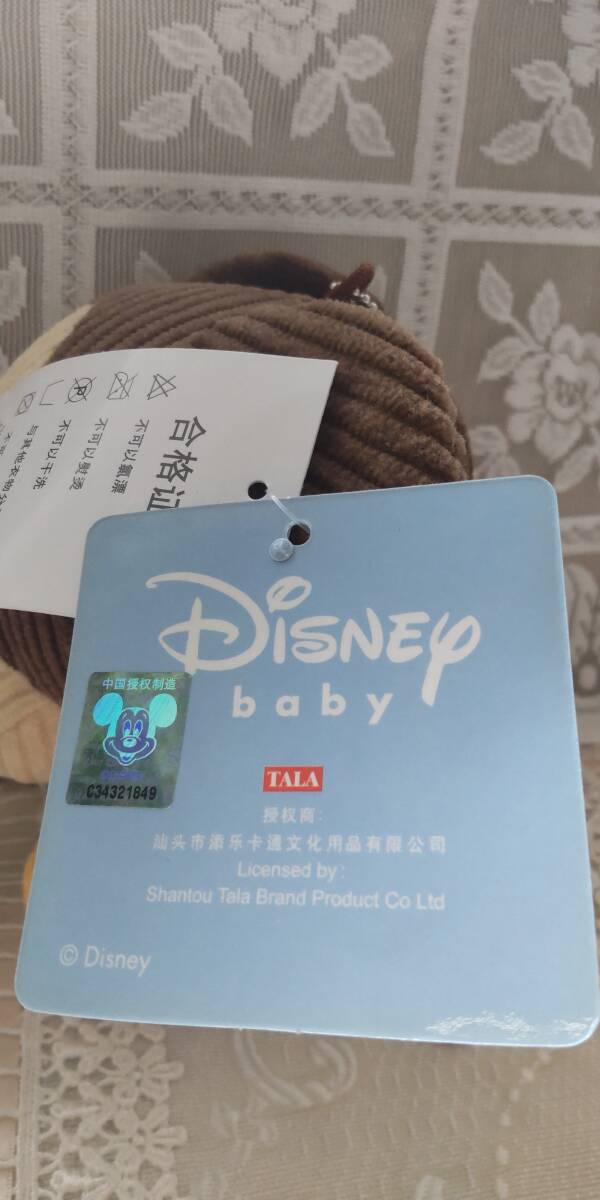 合格证
不可以氯漂
不可以熨烫
不可以干洗
Disney
baby
中国授权制造
C34321849
TALA
授权商:
汕头市添乐卡通文化用品有限公司
Licensed by:
Shantou Tala Brand Product Co Ltd
© Disney